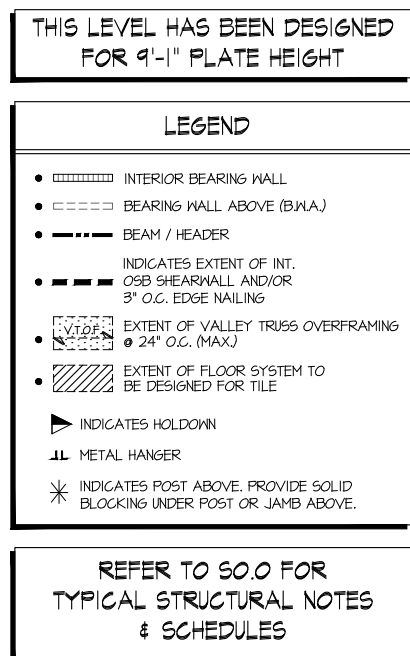 THIS LEVEL HAS BEEN DESIGNED
FOR 9'-1" PLATE HEIGHT
LEGEND
INTERIOR BEARING WALL
BEARING WALL ABOVE (B.W.A.)
BEAM / HEADER
INDICATES EXTENT OF INT.
OSB SHEARWALL AND/OR
3" O.C. EDGE NAILING
V.T.O.F.
EXTENT OF VALLEY TRUSS OVERFRAMING
@ 24" O.C. (MAX.)
EXTENT OF FLOOR SYSTEM TO
BE DESIGNED FOR TILE
INDICATES HOLDOWN
METAL HANGER
INDICATES POST ABOVE. PROVIDE SOLID
BLOCKING UNDER POST OR JAMB ABOVE.
REFER TO S0.0 FOR
TYPICAL STRUCTURAL NOTES
& SCHEDULES